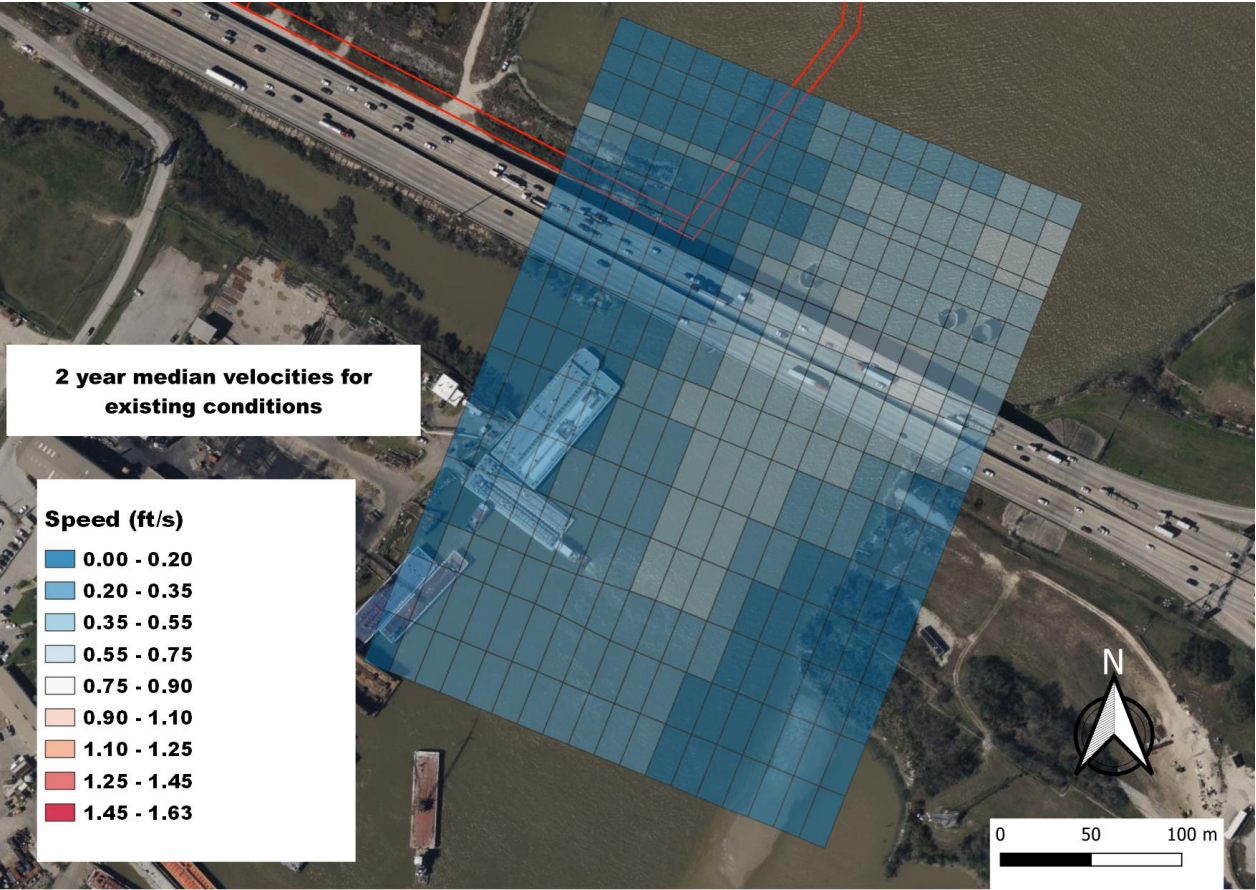 2 year median velocities for
existing conditions
Speed (ft/s)
0.00 - 0.20
0.20 - 0.35
0.35 - 0.55
0.55 - 0.75
0.75 - 0.90
0.90 - 1.10
1.10 - 1.25
1.25 - 1.45
1.45 - 1.63
N
0 50 100 m